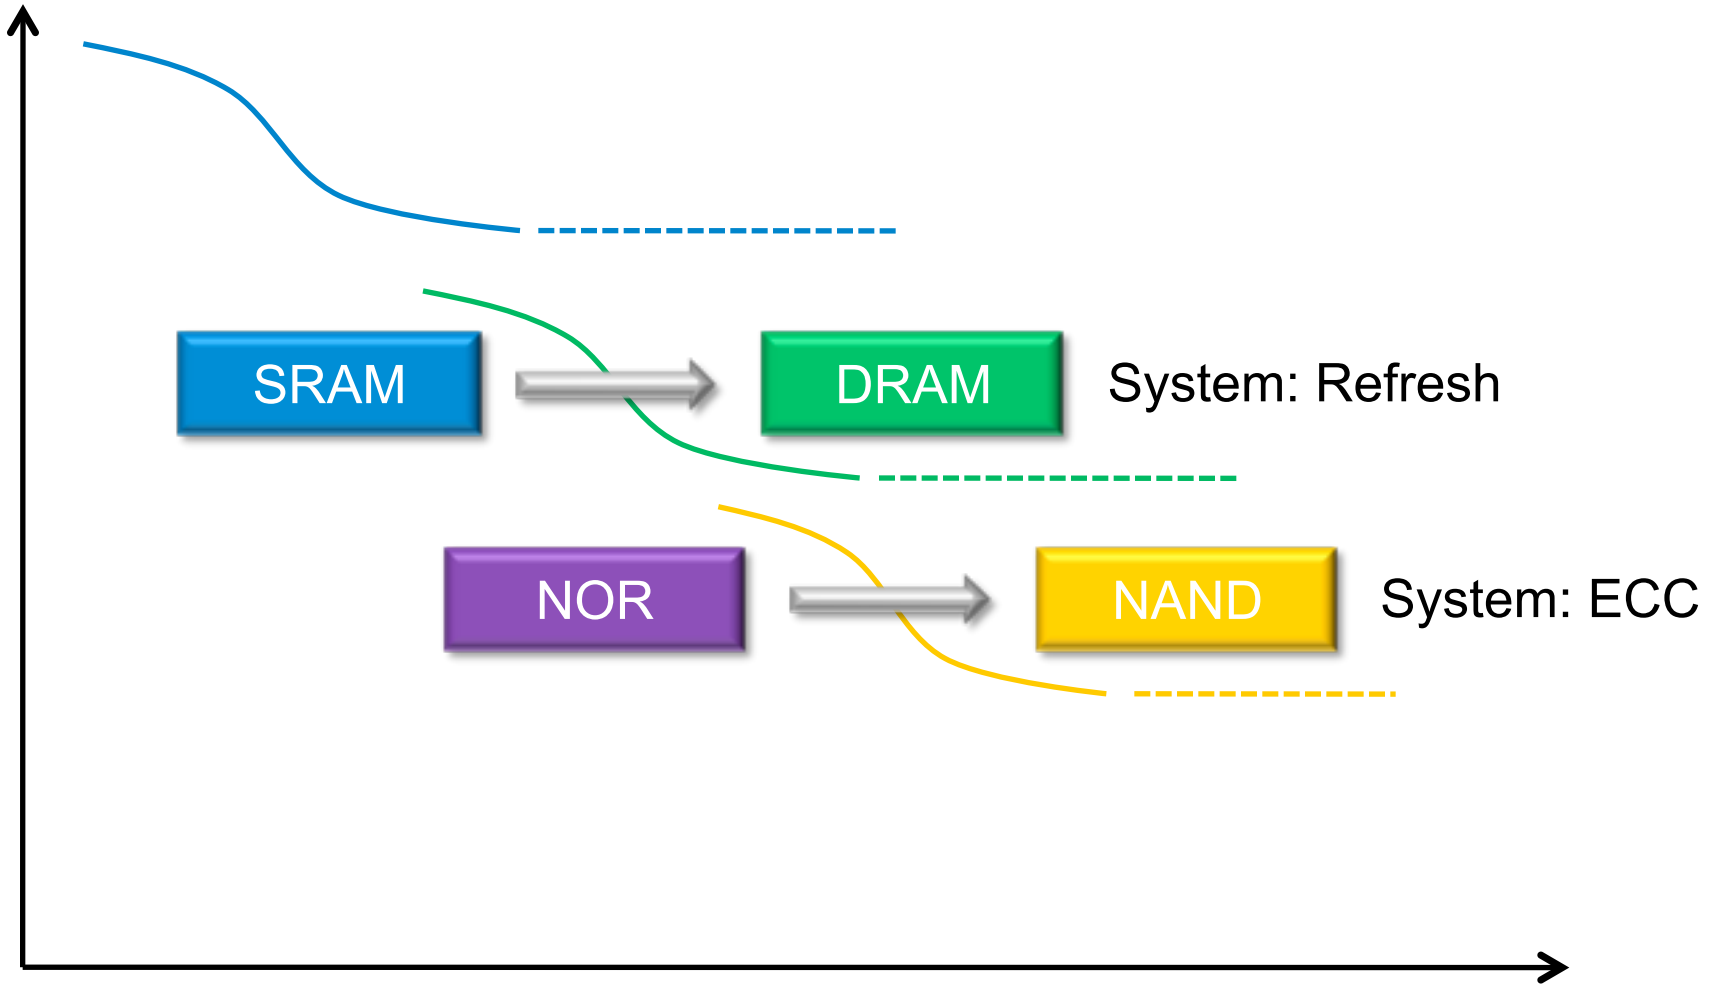 SRAM
DRAM
System: Refresh
NOR
NAND
System: ECC